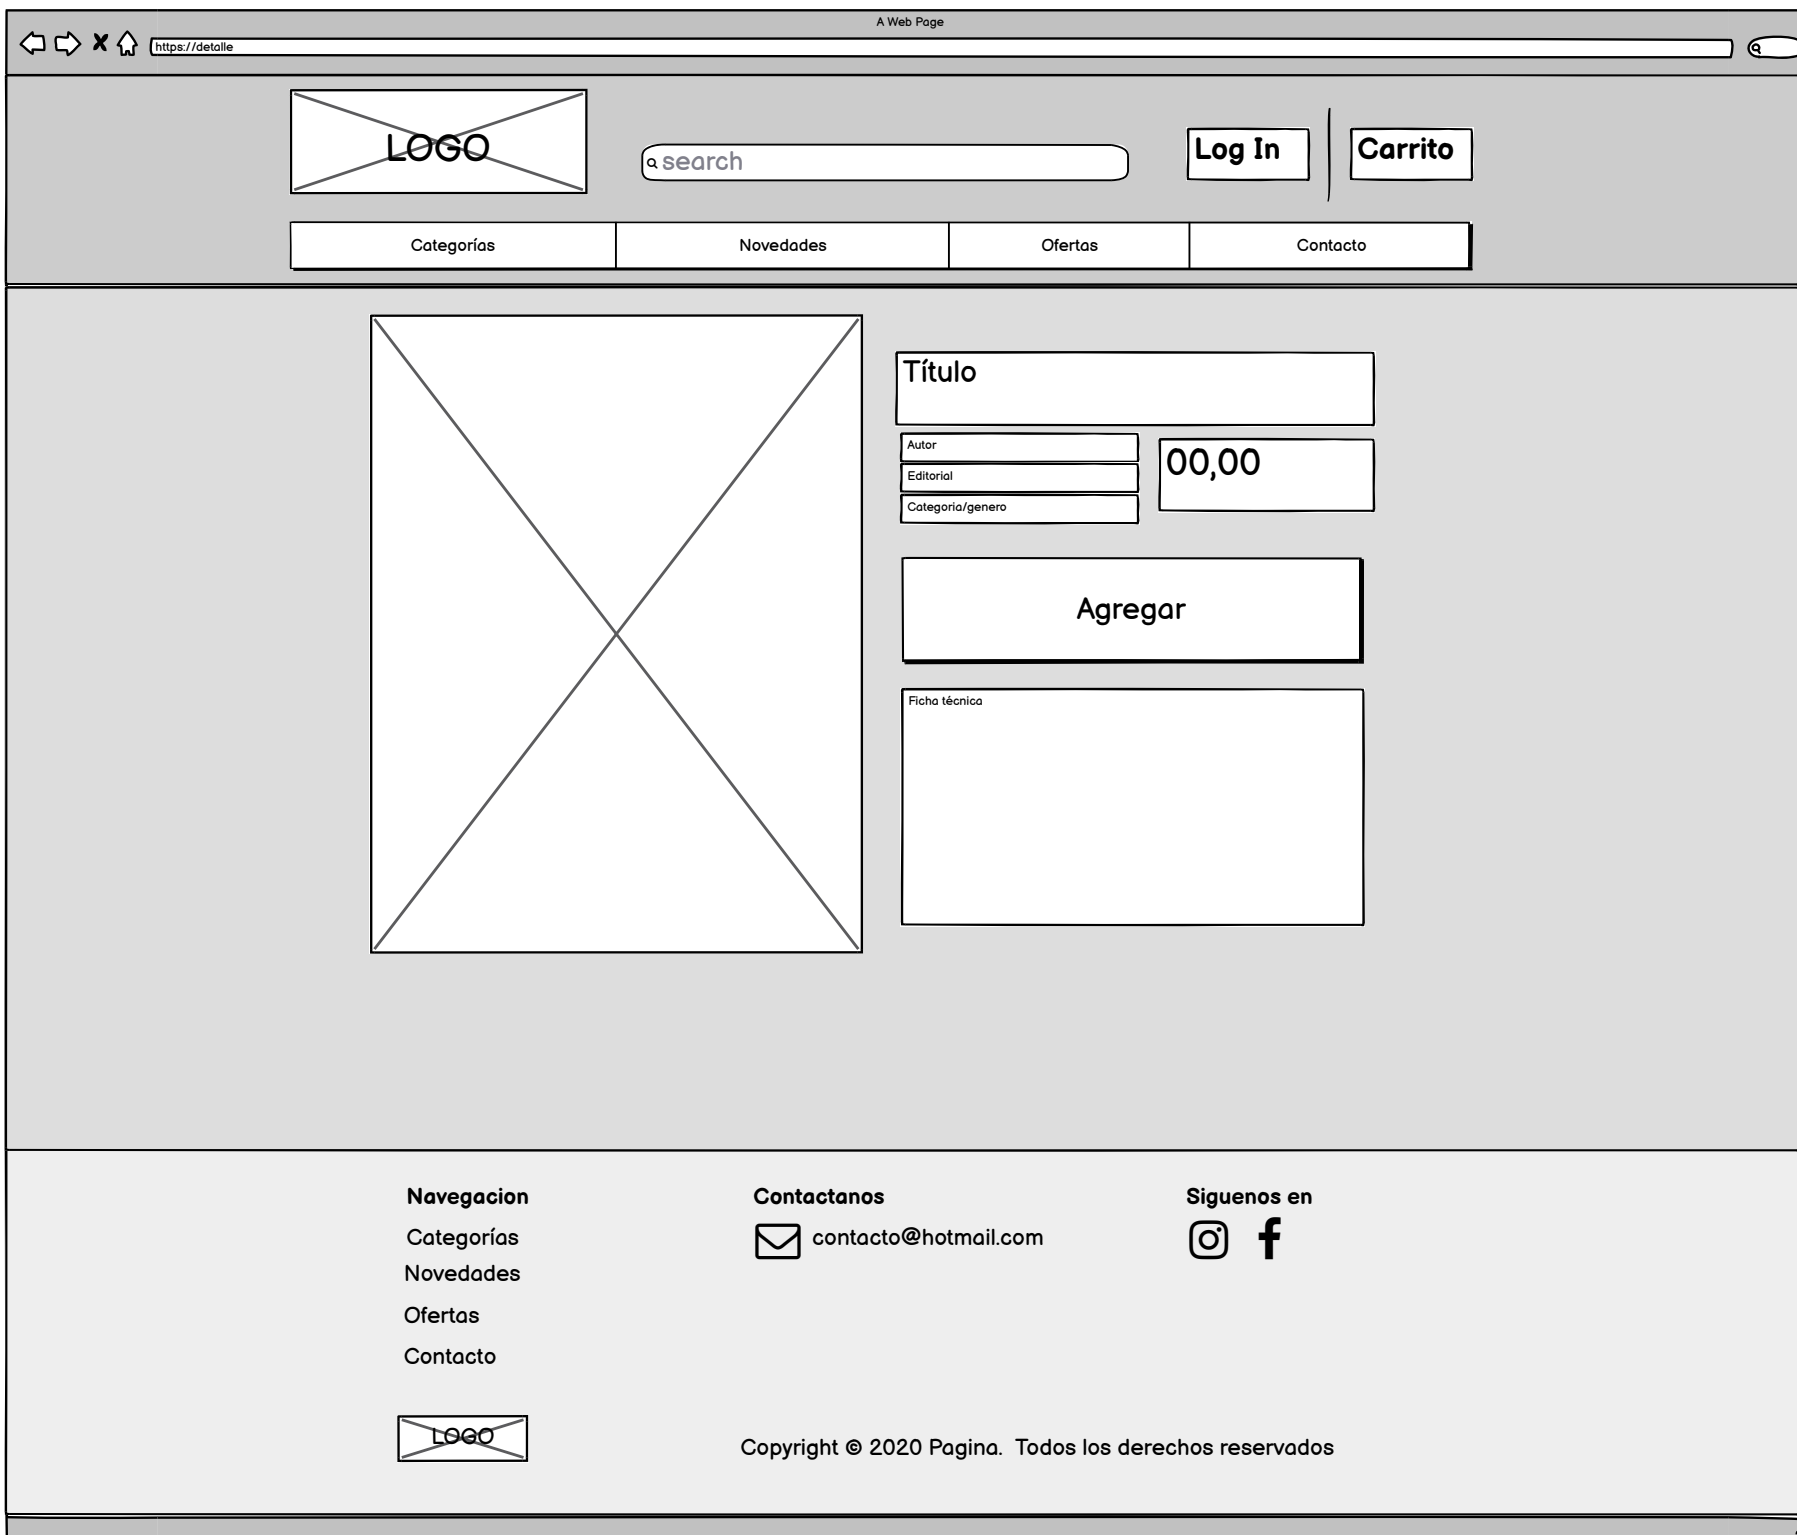 A Web Page
https://detalle
LOGO
search
Log In
Carrito
Categorías
Novedades
Ofertas
Contacto
Título
Autor
Editorial
Categoria/genero
00,00
Agregar
Ficha técnica
Navegacion
Categorías
Novedades
Ofertas
Contacto
Contactanos
contacto@hotmail.com
Siguenos en
LOGO
Copyright © 2020 Pagina. Todos los derechos reservados